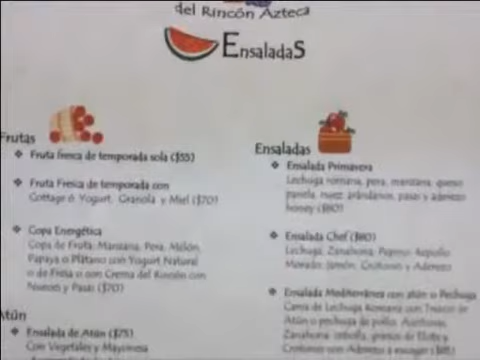 del Rincón Azteca
EnsaladaS
Frutas
Fruta fresca de temporada sola ($55)
Fruta Fresca de temporada con
Cottage ó Yogurt, Granola y Miel ($70)
Copa Energética
Copa de Fruta: Manzana, Pera, Melón,
Papaya o Plátano con Yogurt Natural
o de Fresa o con Crema del Rincón con
Nueces y Pasas ($70)
Atún
Ensalada de Atún ($75)
Con Vegetales y Mayonesa
Ensaladas
Ensalada Primavera
Lechuga romana, pera, manzana, queso
panela, nuez, arándanos, pasas y aderezo
honey ($80)
Ensalada Chef ($80)
Lechuga, Zanahoria, Pepino, Repollo
Morado, Jamón, Crotones y Aderezo
Ensalada Mediterránea con atún o Pechuga
Cama de Lechuga Romana con Trozos de
Atún o pechuga de pollo, Aceitunas,
Zanahoria, cebolla, granos de Elote y
Crotones con Aderezo a escoger ($85)